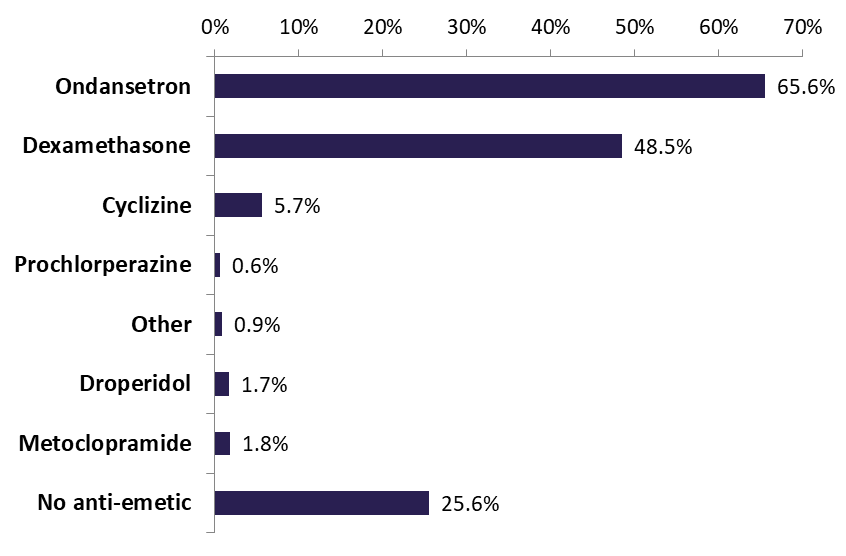 0% 10% 20% 30% 40% 50% 60% 70%
Ondansetron 65.6%
Dexamethasone 48.5%
Cyclizine 5.7%
Prochlorperazine 0.6%
Other 0.9%
Droperidol 1.7%
Metoclopramide 1.8%
No anti-emetic 25.6%